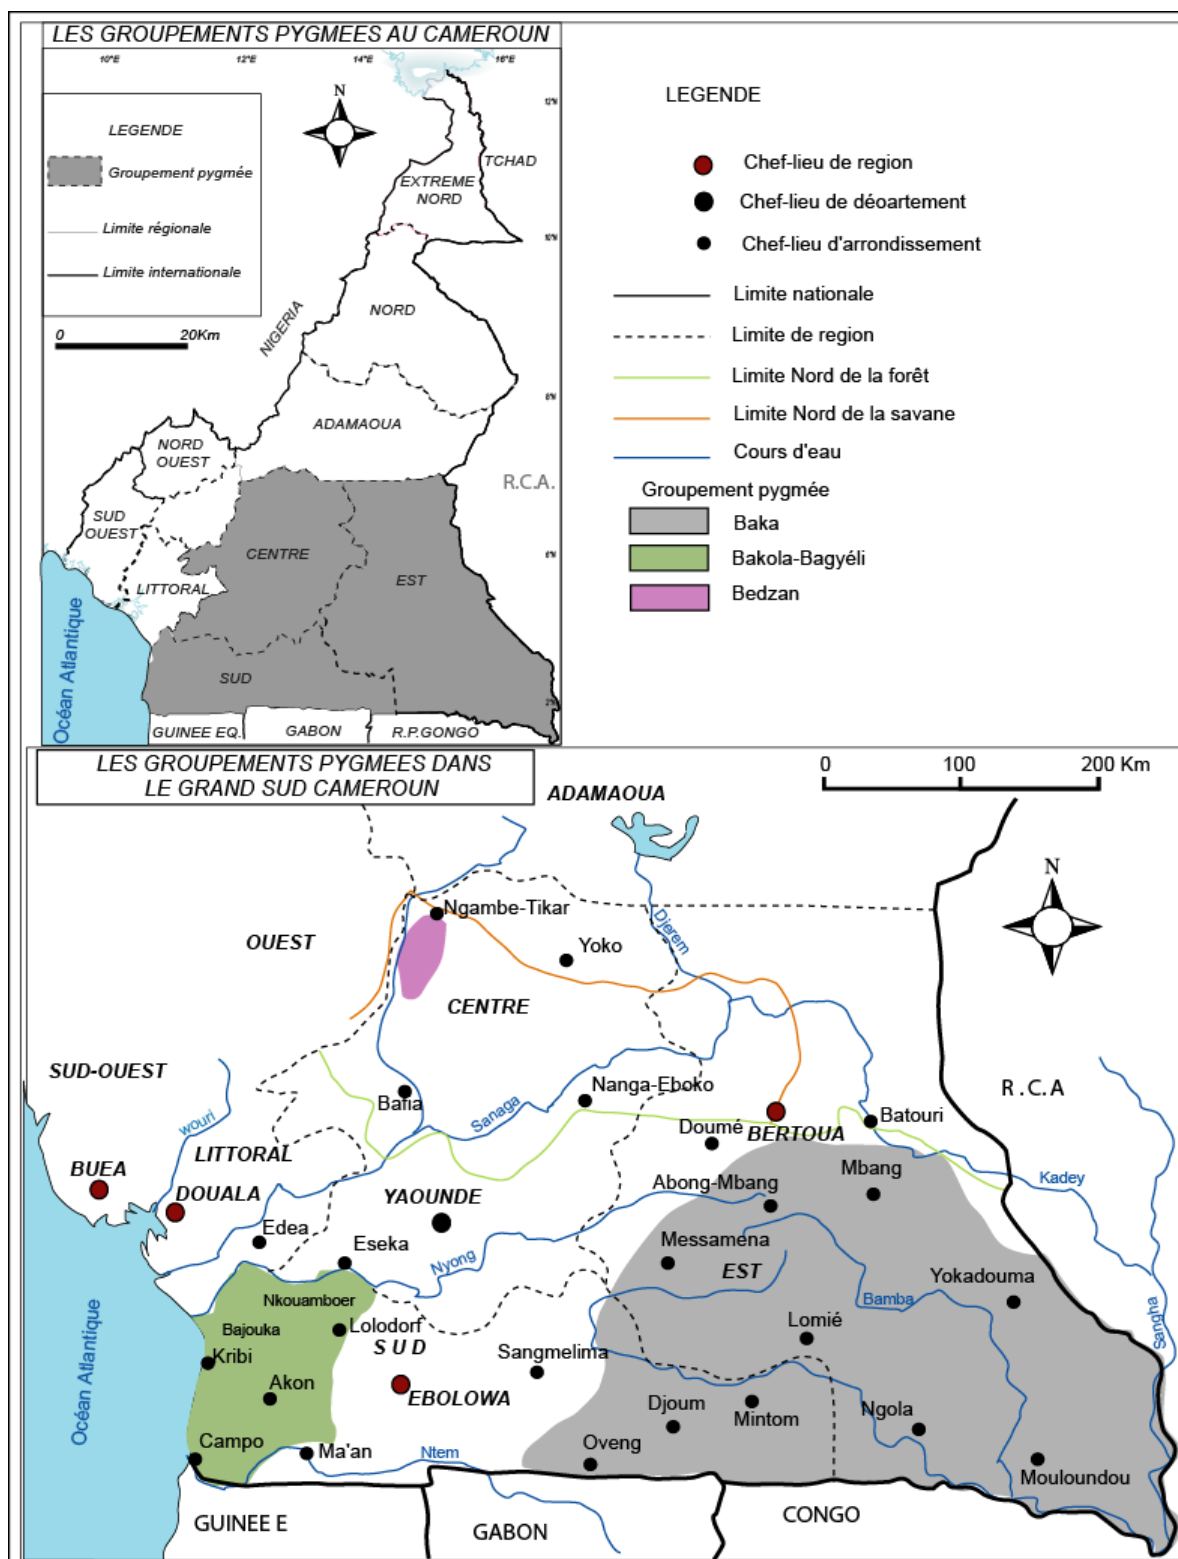 LES GROUPEMENTS PYGMEES AU CAMEROUN
10°E
12°E
14°E
16°E
LEGENDE
Groupement pygmée
Limite régionale
Limite internationale
0
20Km
N
12°N
TCHAD
EXTREME
NORD
10°N
NIGERIA
NORD
8°N
ADAMAOUA
NORD
OUEST
R.C.A.
SUD
OUEST
CENTRE
6°N
EST
LITTORAL
Océan Atlantique
SUD
2°N
GUINEE EQ.
GABON
R.P.GONGO
LEGENDE
Chef-lieu de region
Chef-lieu de déoartement
Chef-lieu d'arrondissement
Limite nationale
Limite de region
Limite Nord de la forêt
Limite Nord de la savane
Cours d'eau
Groupement pygmée
Baka
Bakola-Bagyéli
Bedzan
LES GROUPEMENTS PYGMEES DANS
LE GRAND SUD CAMEROUN
0
100
200 Km
ADAMAOUA
N
Ngambe-Tikar
Djerem
OUEST
Yoko
CENTRE
SUD-OUEST
wouri
Bafia
Sanaga
Nanga-Eboko
R.C.A
Batouri
Doumé
BERTOUA
LITTORAL
BUEA
DOUALA
YAOUNDE
Abong-Mbang
Mbang
Kadey
Edea
Eseka
Nyong
Messamena
EST
Yokadouma
Bamba
Sangha
Nkouamboer
Bajouka
Lolodorf
SUD
Kribi
Sangmelima
Lomié
Océan Atlantique
Akon
EBOLOWA
Djoum
Mintom
Ngola
Campo
Ma'an
Ntem
Oveng
Mouloundou
GUINEE E
GABON
CONGO